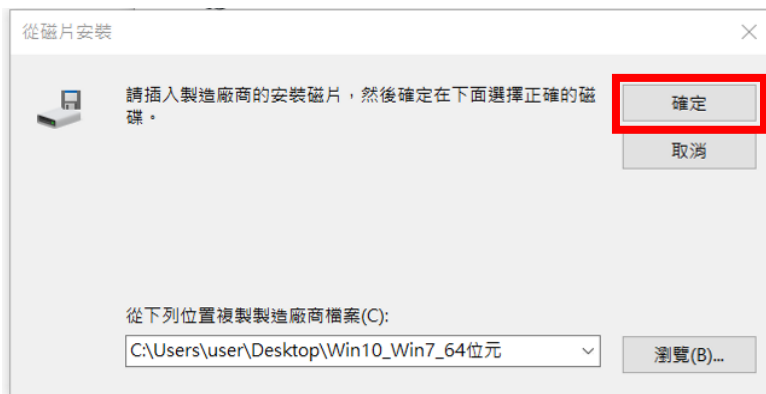 從磁片安裝
請插入製造廠商的安裝磁片，然後確定在下面選擇正確的磁
碟。
確定
取消
從下列位置複製製造廠商檔案(C):
C:\Users\user\Desktop\Win10_Win7_64位元
瀏覽(B)...